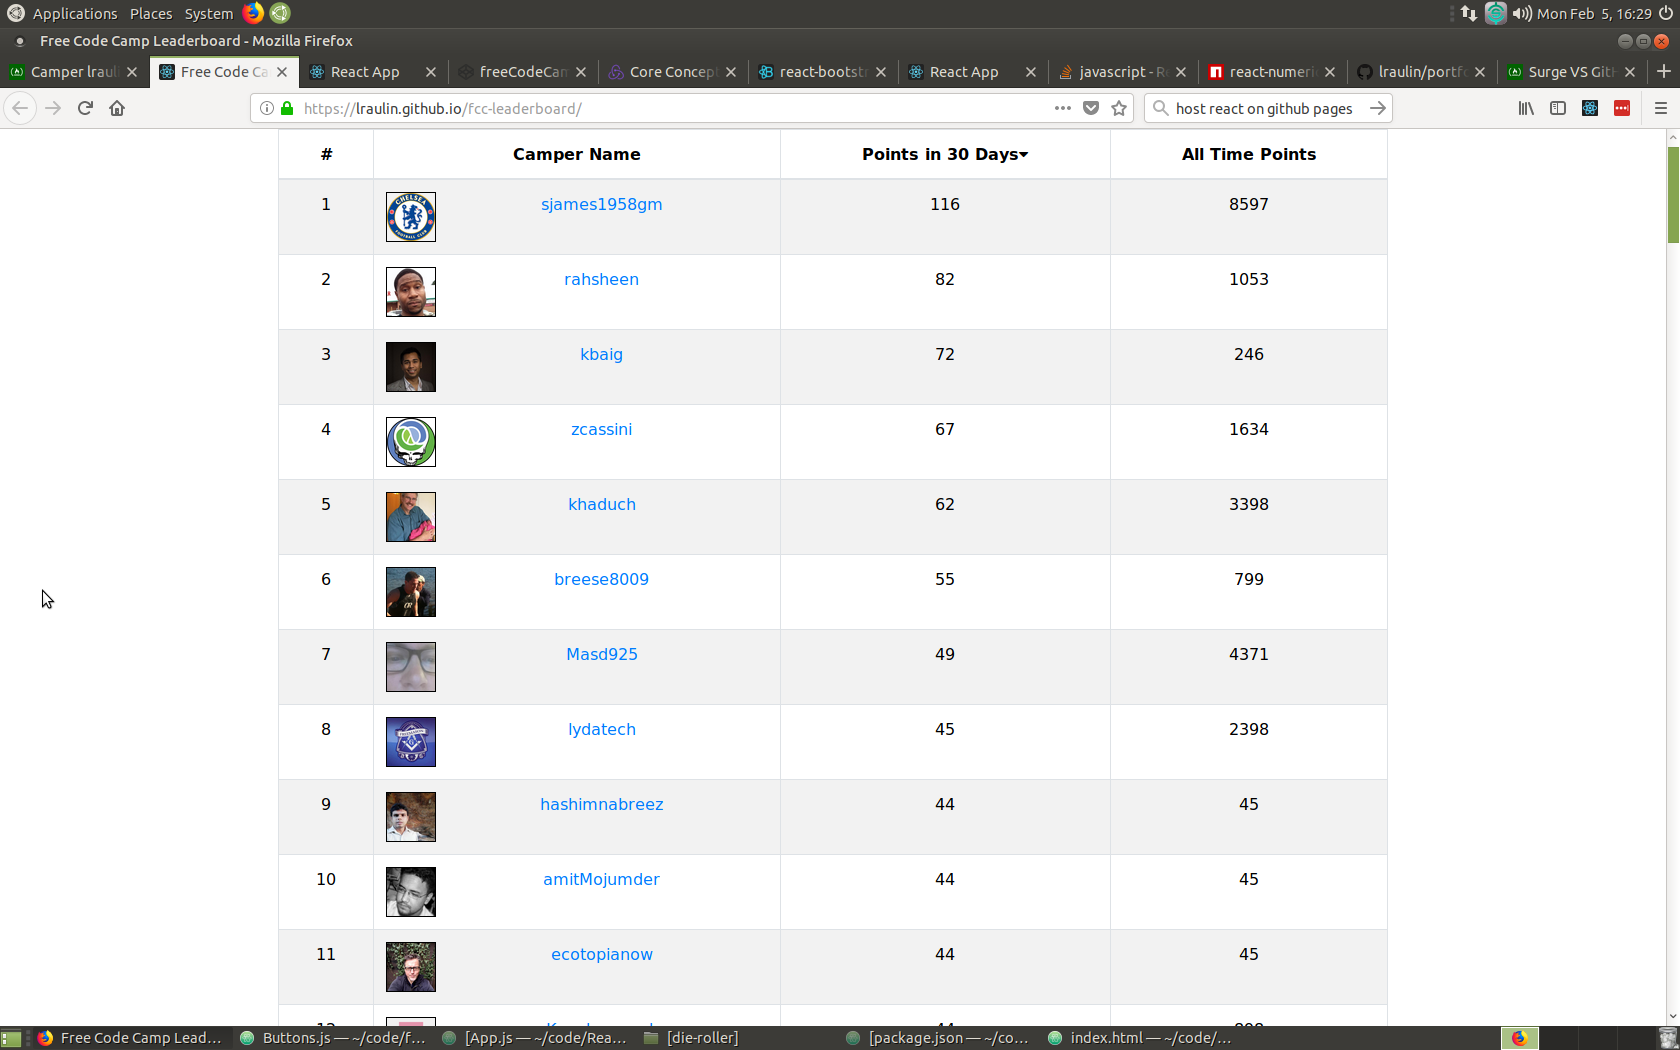 Applications Places System Mon Feb 5, 16:29
Free Code Camp Leaderboard - Mozilla Firefox
Camper lrauli Free Code Ca React App freeCodeCam Core Concept react-bootstr React App javascript - Re react-numeri lraulin/portfo Surge VS Gith
https://lraulin.github.io/fcc-leaderboard/ host react on github pages
# Camper Name Points in 30 Days All Time Points
1 sjames1958gm 116 8597
2 rahsheen 82 1053
3 kbaig 72 246
4 zcassini 67 1634
5 khaduch 62 3398
6 breese8009 55 799
7 Masd925 49 4371
8 lydatech 45 2398
9 hashimnabreez 44 45
10 amitMojumder 44 45
11 ecotopianow 44 45
Free Code Camp Lead... Buttons.js — ~/code/f... [App.js — ~/code/Rea... [die-roller] [package.json — ~/co... index.html — ~/code/...